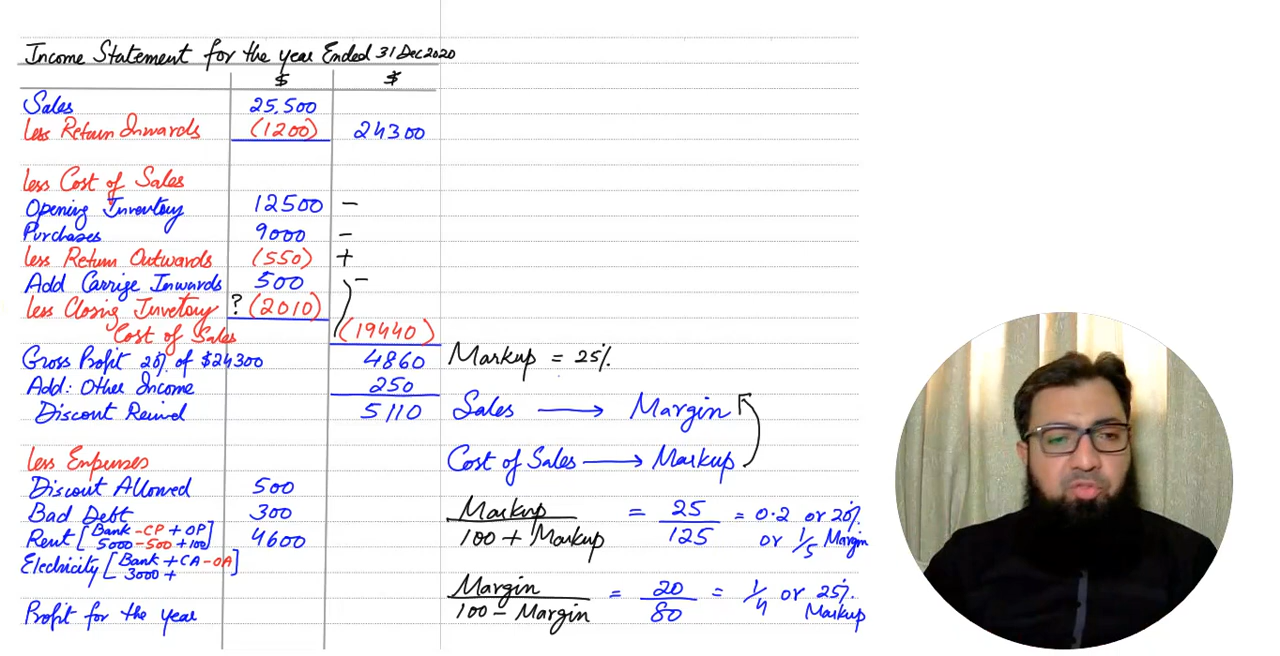 Income Statement for the year Ended 31 Dec 2020
$ $
Sales 25,500
less Return Inwards (1200) 24300
less Cost of Sales
Opening Inventory 12500 -
Purchases 9000 -
less Return Outwards (550) +
Add Carrige Inwards 500 -
less Closing Invetory ? (2010)
Cost of Sales (19440)
Gross Profit 20% of $24300 4860
Add: Other Income 250
Discout Reived 5110
less Expenses
Discout Allowed 500
Bad Debt 300
Rent [Bank -CP + OP] 4600
5000 -500 +100
Electricity [Bank + CA -OA]
3000 +
Profit for the year
Markup = 25%
Sales → Margin
Cost of Sales → Markup
Markup = 25 = 0.2 or 20%
100 + Markup 125 or 1/5 Margin
Margin = 20 = 1/4 or 25%
100 - Margin 80 Markup